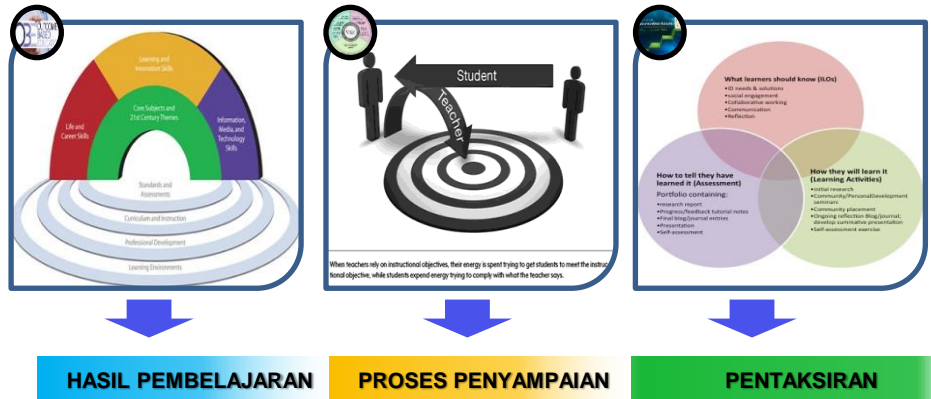 OUTCOME
BASED
Learning and
Innovation Skills
Core Subjects and
21st Century Themes
Life and
Career Skills
Information,
Media, and
Technology
Skills
Standards and
Assessments
Curriculum and Instruction
Professional Development
Learning Environments
Student
Teacher
When teachers rely on instructional objectives, their energy is spent trying to get students to meet the instruc
tional objective, while students expend energy trying to comply with what the teacher says.
What learners should know (ILOs)
•ID needs & solutions
•social engagement
•Collaborative working
•Communication
•Reflection
How to tell they have
learned it (Assessment)
Portfolio containing:
•research report
•Progress/feedback tutorial notes
•Final blog/journal entries
•Presentation
•Self-assessment
How they will learn it
(Learning Activities)
•initial research
•Community/PersonalDevelopment
seminars
•Community placement
•Ongoing reflection Blog/journal,
develop summative presentation
•Self-assessment exercise
HASIL PEMBELAJARAN
PROSES PENYAMPAIAN
PENTAKSIRAN